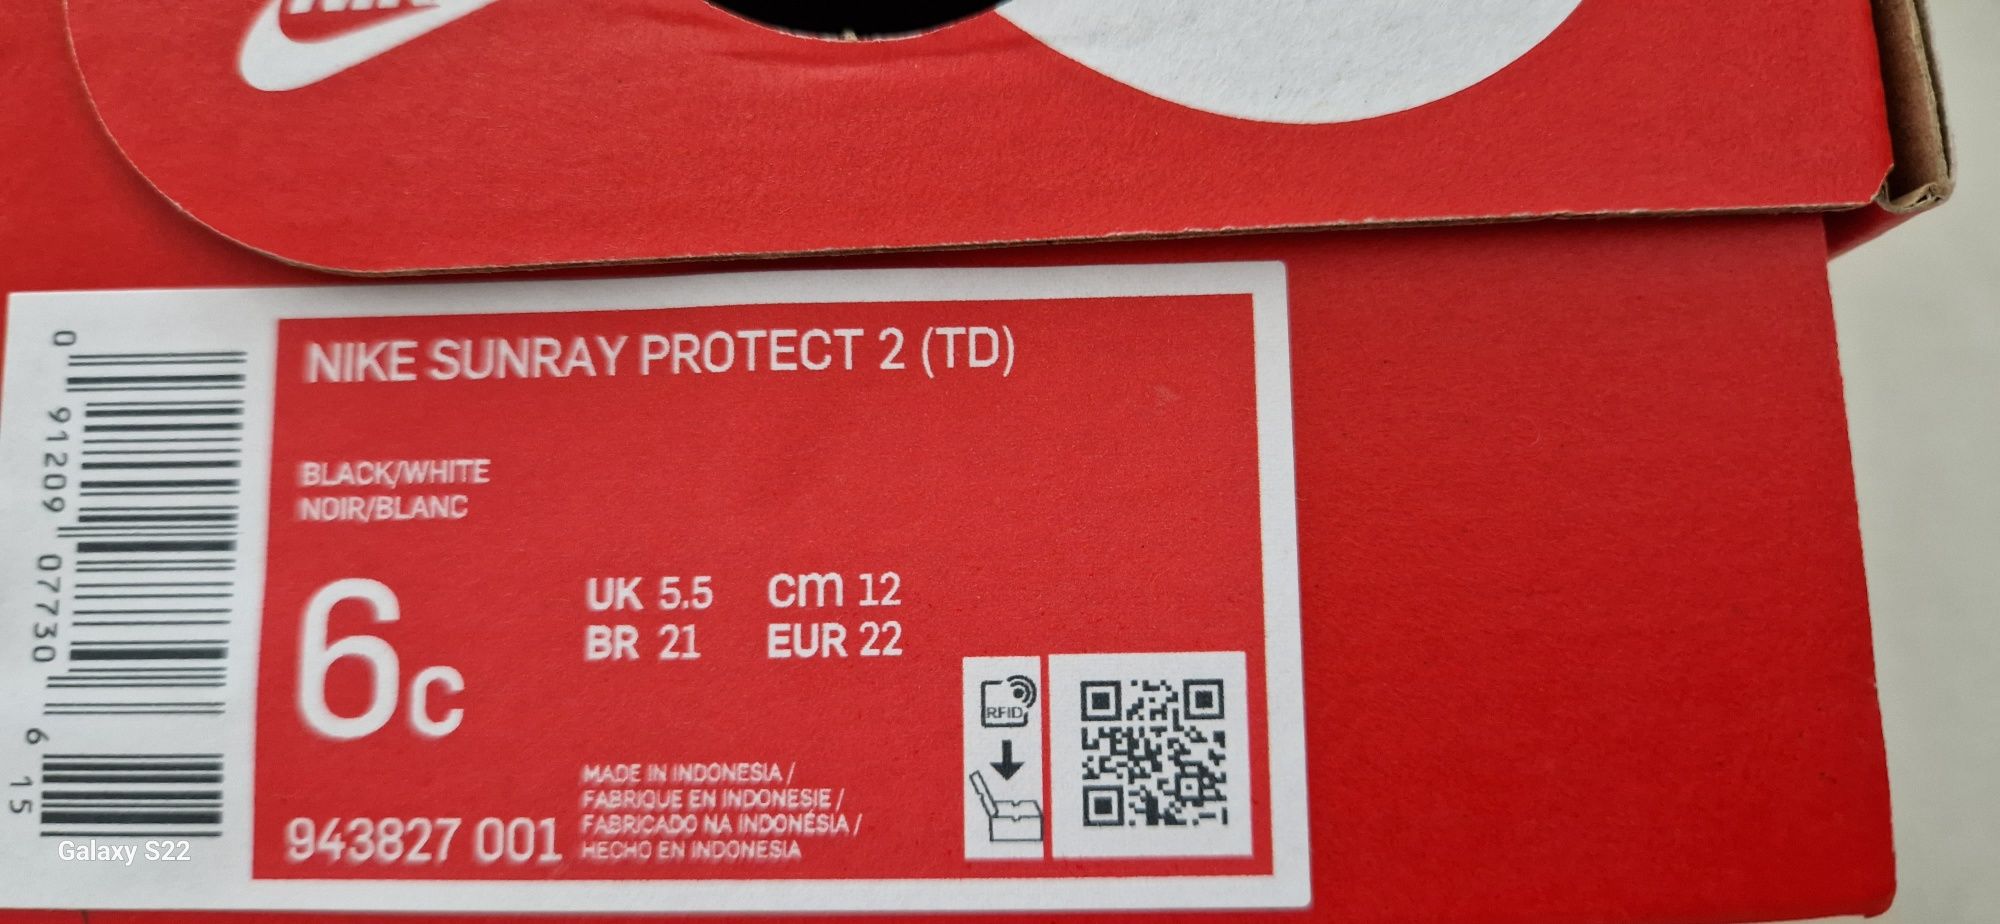 NIKE SUNRAY PROTECT 2 (TD)
BLACK/WHITE
NOIR/BLANC
6c
UK 5.5 cm 12
BR 21 EUR 22
943827 001
MADE IN INDONESIA /
FABRIQUE EN INDONESIE /
FABRICADO NA INDONÉSIA /
HECHO EN INDONESIA
RFID
0 91209 07730 6 15
Galaxy S22